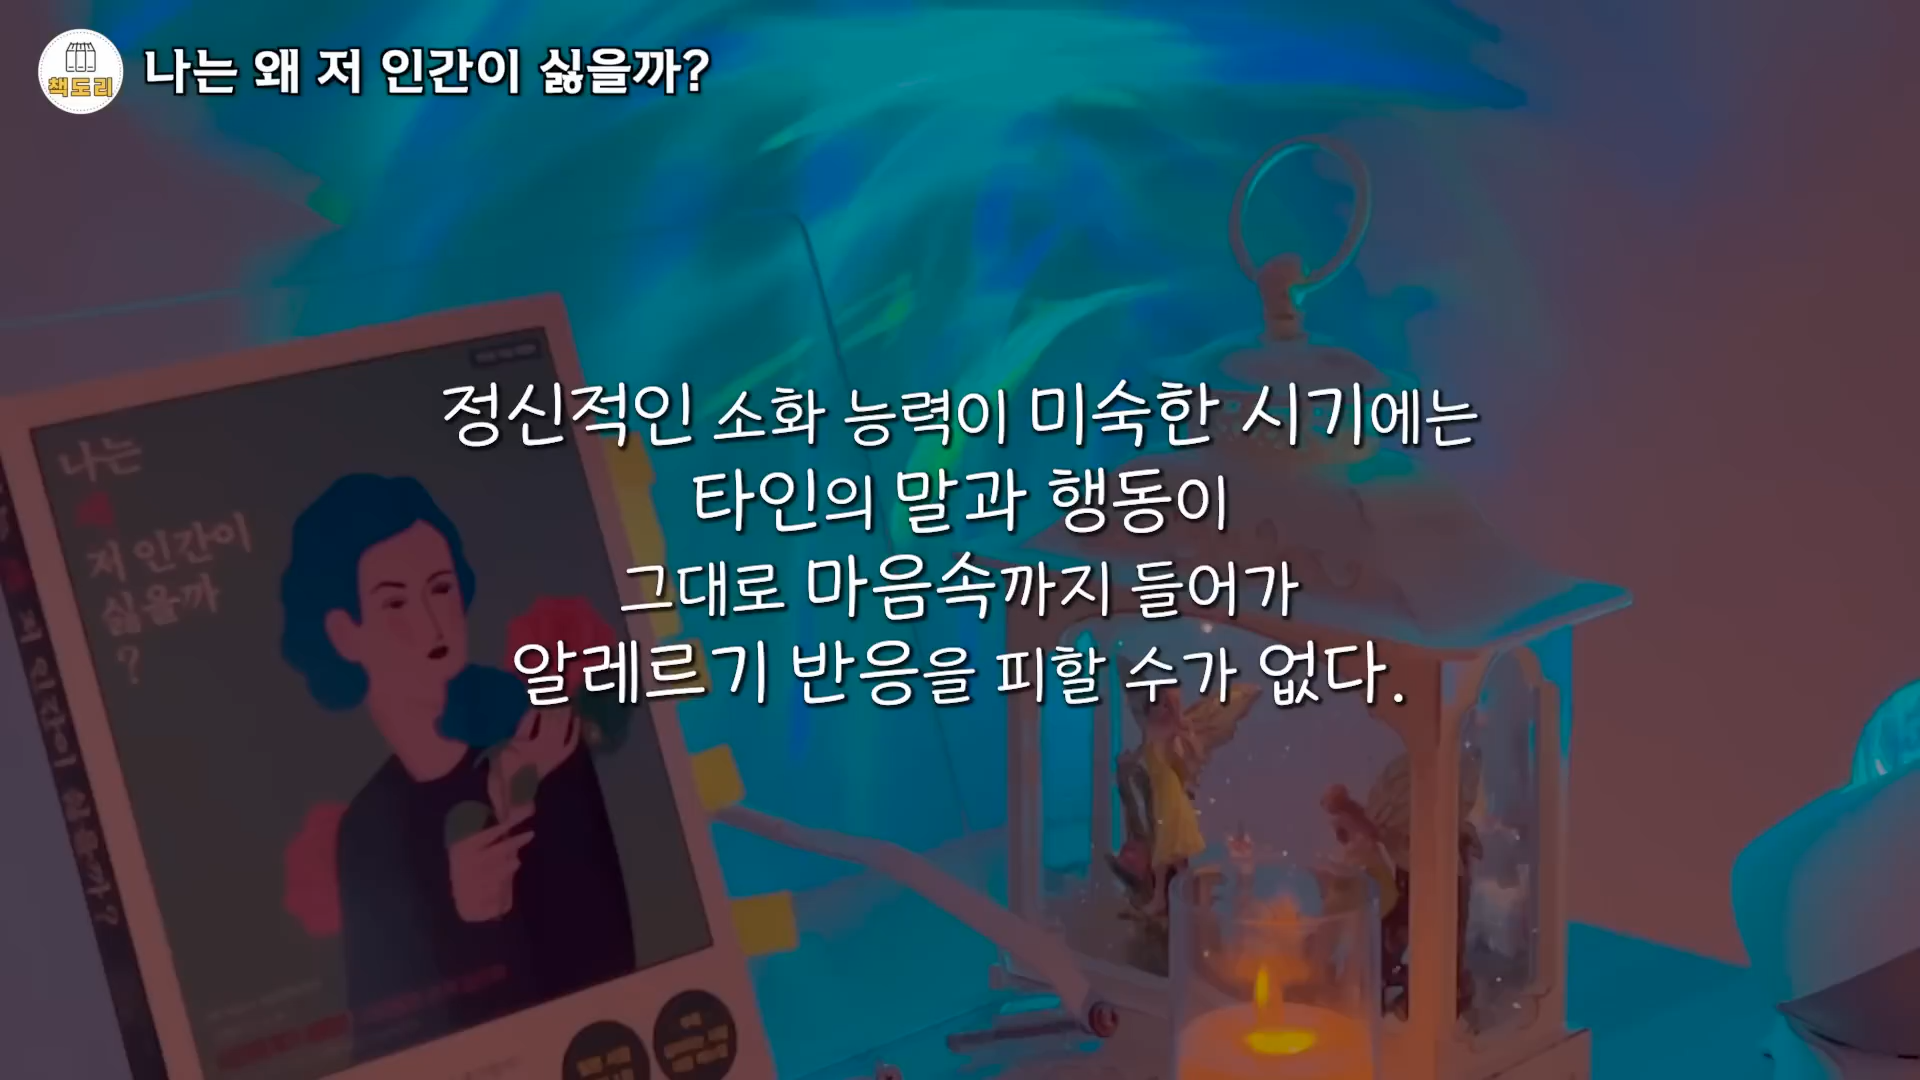 책도리
나는 왜 저 인간이 싫을까?
정신적인 소화 능력이 미숙한 시기에는
타인의 말과 행동이
그대로 마음속까지 들어가
알레르기 반응을 피할 수가 없다.
나는
왜
저 인간이
싫을까
?